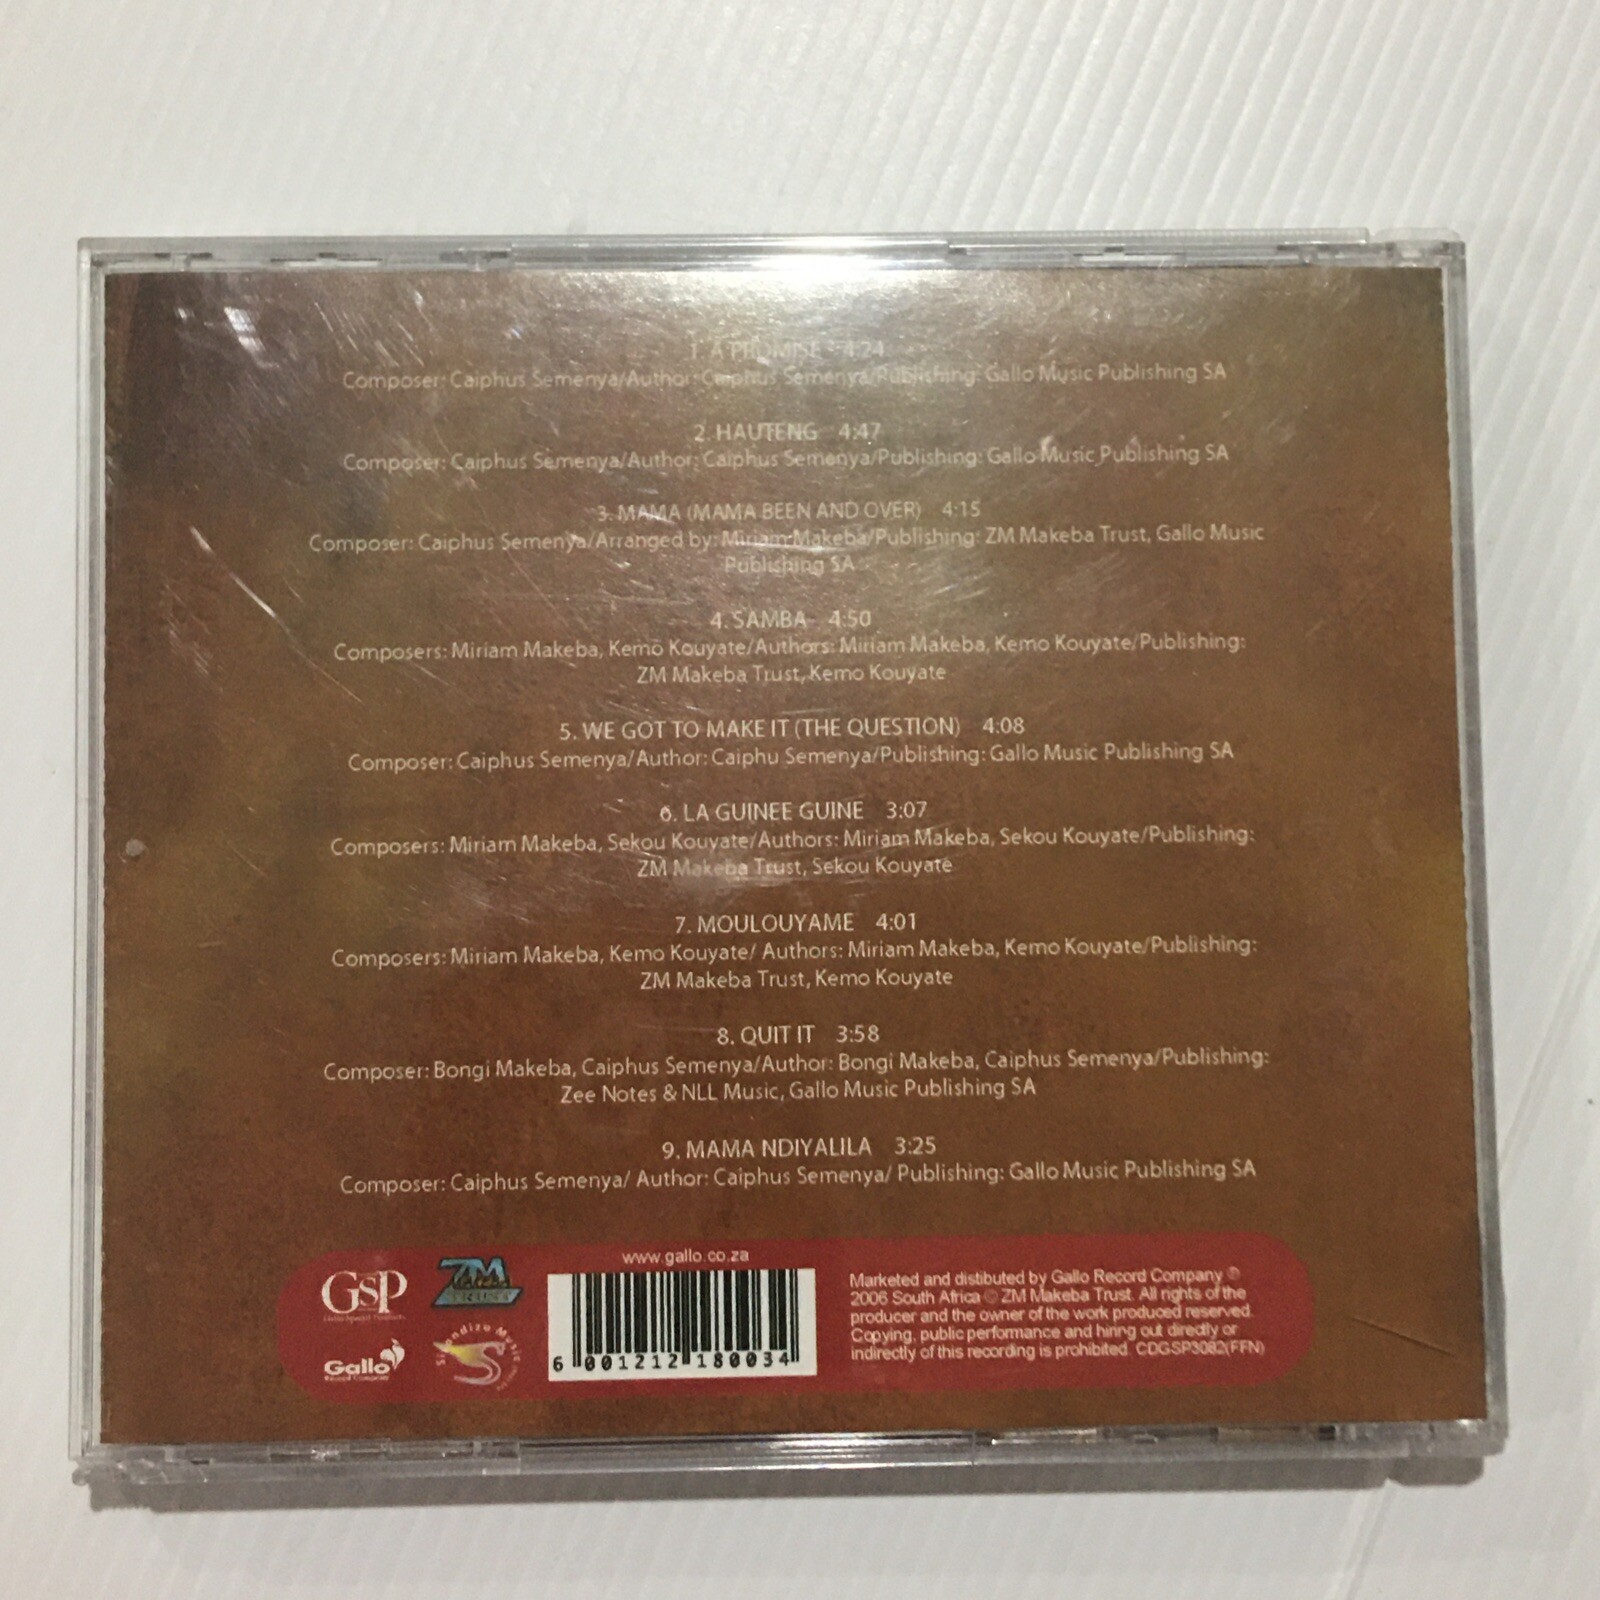 1. A PROMISE 4:24
Composer: Caiphus Semenya/Author: Caiphus Semenya/Publishing: Gallo Music Publishing SA
2. HAUTENG 4:47
Composer: Caiphus Semenya/Author: Caiphus Semenya/Publishing: Gallo Music Publishing SA
3. MAMA (MAMA BEEN AND OVER) 4:15
Composer: Caiphus Semenya/Arranged by: Miriam Makeba/Publishing: ZM Makeba Trust, Gallo Music
Publishing SA
4. SAMBA 4:50
Composers: Miriam Makeba, Kemo Kouyate/Authors: Miriam Makeba, Kemo Kouyate/Publishing:
ZM Makeba Trust, Kemo Kouyate
5. WE GOT TO MAKE IT (THE QUESTION) 4:08
Composer: Caiphus Semenya/Author: Caiphu Semenya/Publishing: Gallo Music Publishing SA
6. LA GUINEE GUINE 3:07
Composers: Miriam Makeba, Sekou Kouyate/Authors: Miriam Makeba, Sekou Kouyate/Publishing:
ZM Makeba Trust, Sekou Kouyate
7. MOULOUYAME 4:01
Composers: Miriam Makeba, Kemo Kouyate/ Authors: Miriam Makeba, Kemo Kouyate/Publishing:
ZM Makeba Trust, Kemo Kouyate
8. QUIT IT 3:58
Composer: Bongi Makeba, Caiphus Semenya/Author: Bongi Makeba, Caiphus Semenya/Publishing:
Zee Notes & NLL Music, Gallo Music Publishing SA
9. MAMA NDIYALILA 3:25
Composer: Caiphus Semenya/ Author: Caiphus Semenya/ Publishing: Gallo Music Publishing SA
GSP
ZM
Makeba
TRUST
Gallo
Record Company
Siyandiza Music
www.gallo.co.za
6 001212 180034
Marketed and distibuted by Gallo Record Company ℗
2006 South Africa © ZM Makeba Trust. All rights of the
producer and the owner of the work produced reserved.
Copying, public performance and hiring out directly or
indirectly of this recording is prohibited. CDGSP3082(FFN)